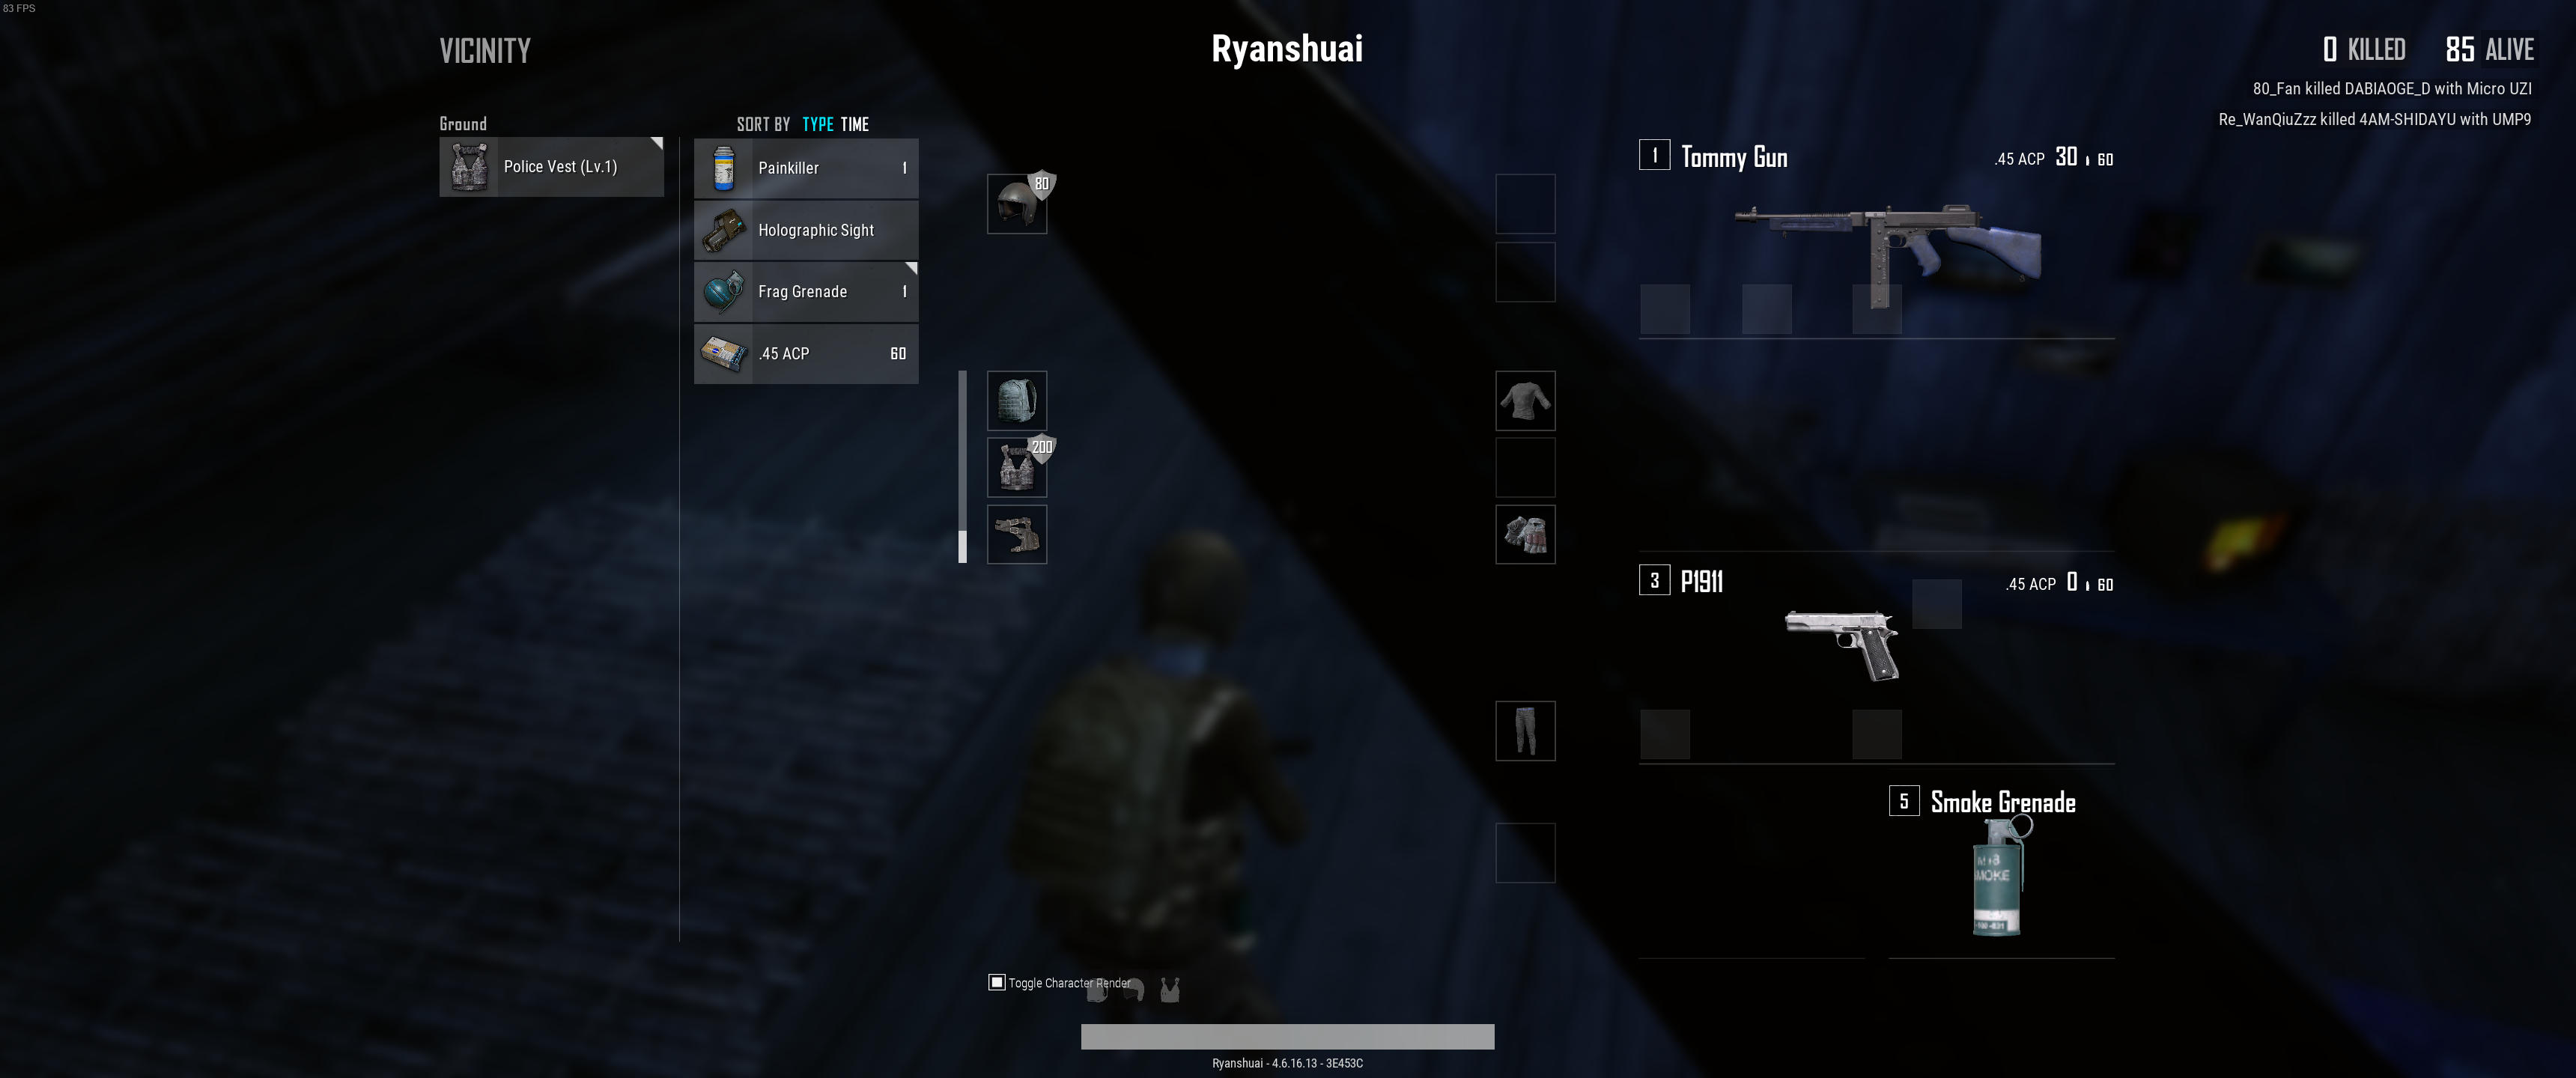 83 FPS
VICINITY
Ryanshuai
0 KILLED 85 ALIVE
80_Fan killed DABIAOGE_D with Micro UZI
Re_WanQiuZzz killed 4AM-SHIDAYU with UMP9
Ground
SORT BY TYPE TIME
Police Vest (Lv.1)
Painkiller 1
Holographic Sight
Frag Grenade 1
.45 ACP 60
80
200
1 Tommy Gun .45 ACP 30 60
3 P1911 .45 ACP 0 60
5 Smoke Grenade
SMOKE
Toggle Character Render
Ryanshuai - 4.6.16.13 - 3E453C